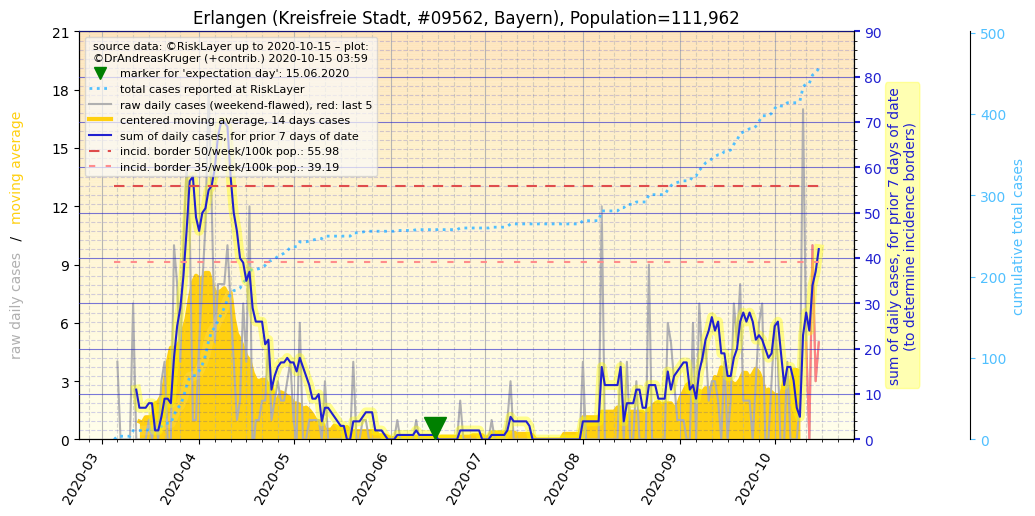 Erlangen (Kreisfreie Stadt, #09562, Bayern), Population=111,962
source data: ©RiskLayer up to 2020-10-15 – plot:
©DrAndreasKruger (+contrib.) 2020-10-15 03:59
marker for 'expectation day': 15.06.2020
total cases reported at RiskLayer
raw daily cases (weekend-flawed), red: last 5
centered moving average, 14 days cases
sum of daily cases, for prior 7 days of date
incid. border 50/week/100k pop.: 55.98
incid. border 35/week/100k pop.: 39.19
raw daily cases / moving average
21
18
15
12
9
6
3
0
2020-03
2020-04
2020-05
2020-06
2020-07
2020-08
2020-09
2020-10
90
80
70
60
50
40
30
20
10
0
sum of daily cases, for prior 7 days of date
(to determine incidence borders)
500
400
300
200
100
0
cumulative total cases